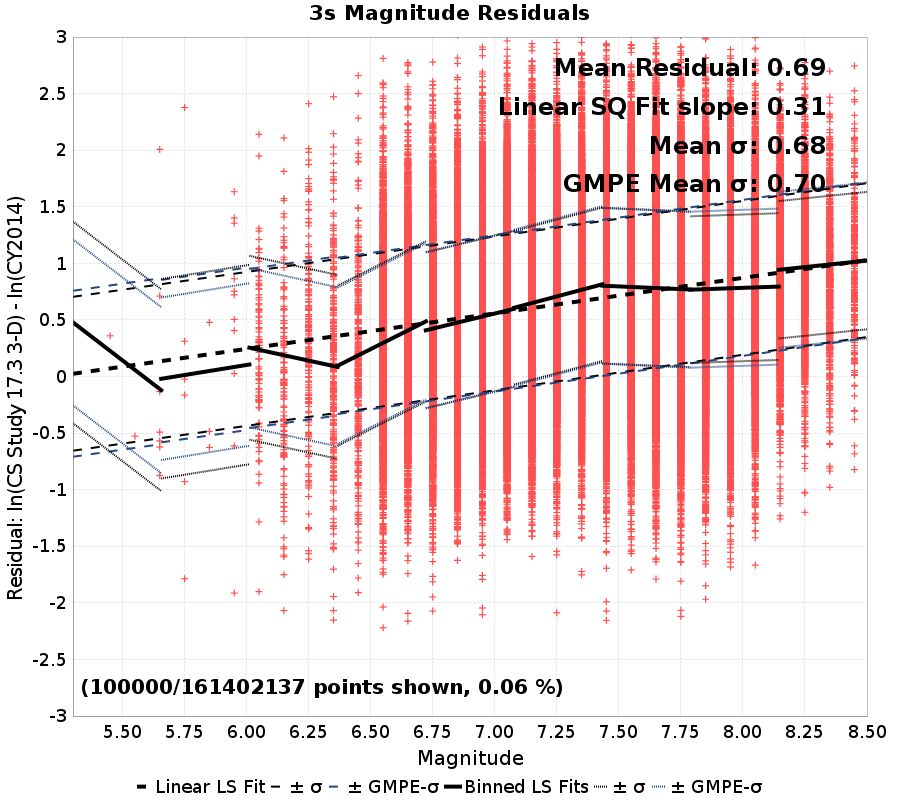 3s Magnitude Residuals
Mean Residual: 0.69
Linear SQ Fit slope: 0.31
Mean σ: 0.68
GMPE Mean σ: 0.70
Residual: ln(CS Study 17.3 3-D) - ln(CY2014)
3
2.5
2
1.5
1
0.5
0
-0.5
-1
-1.5
-2
-2.5
-3
(100000/161402137 points shown, 0.06 %)
5.50 5.75 6.00 6.25 6.50 6.75 7.00 7.25 7.50 7.75 8.00 8.25 8.50
Magnitude
Linear LS Fit ± σ ± GMPE-σ Binned LS Fits ± σ ± GMPE-σ